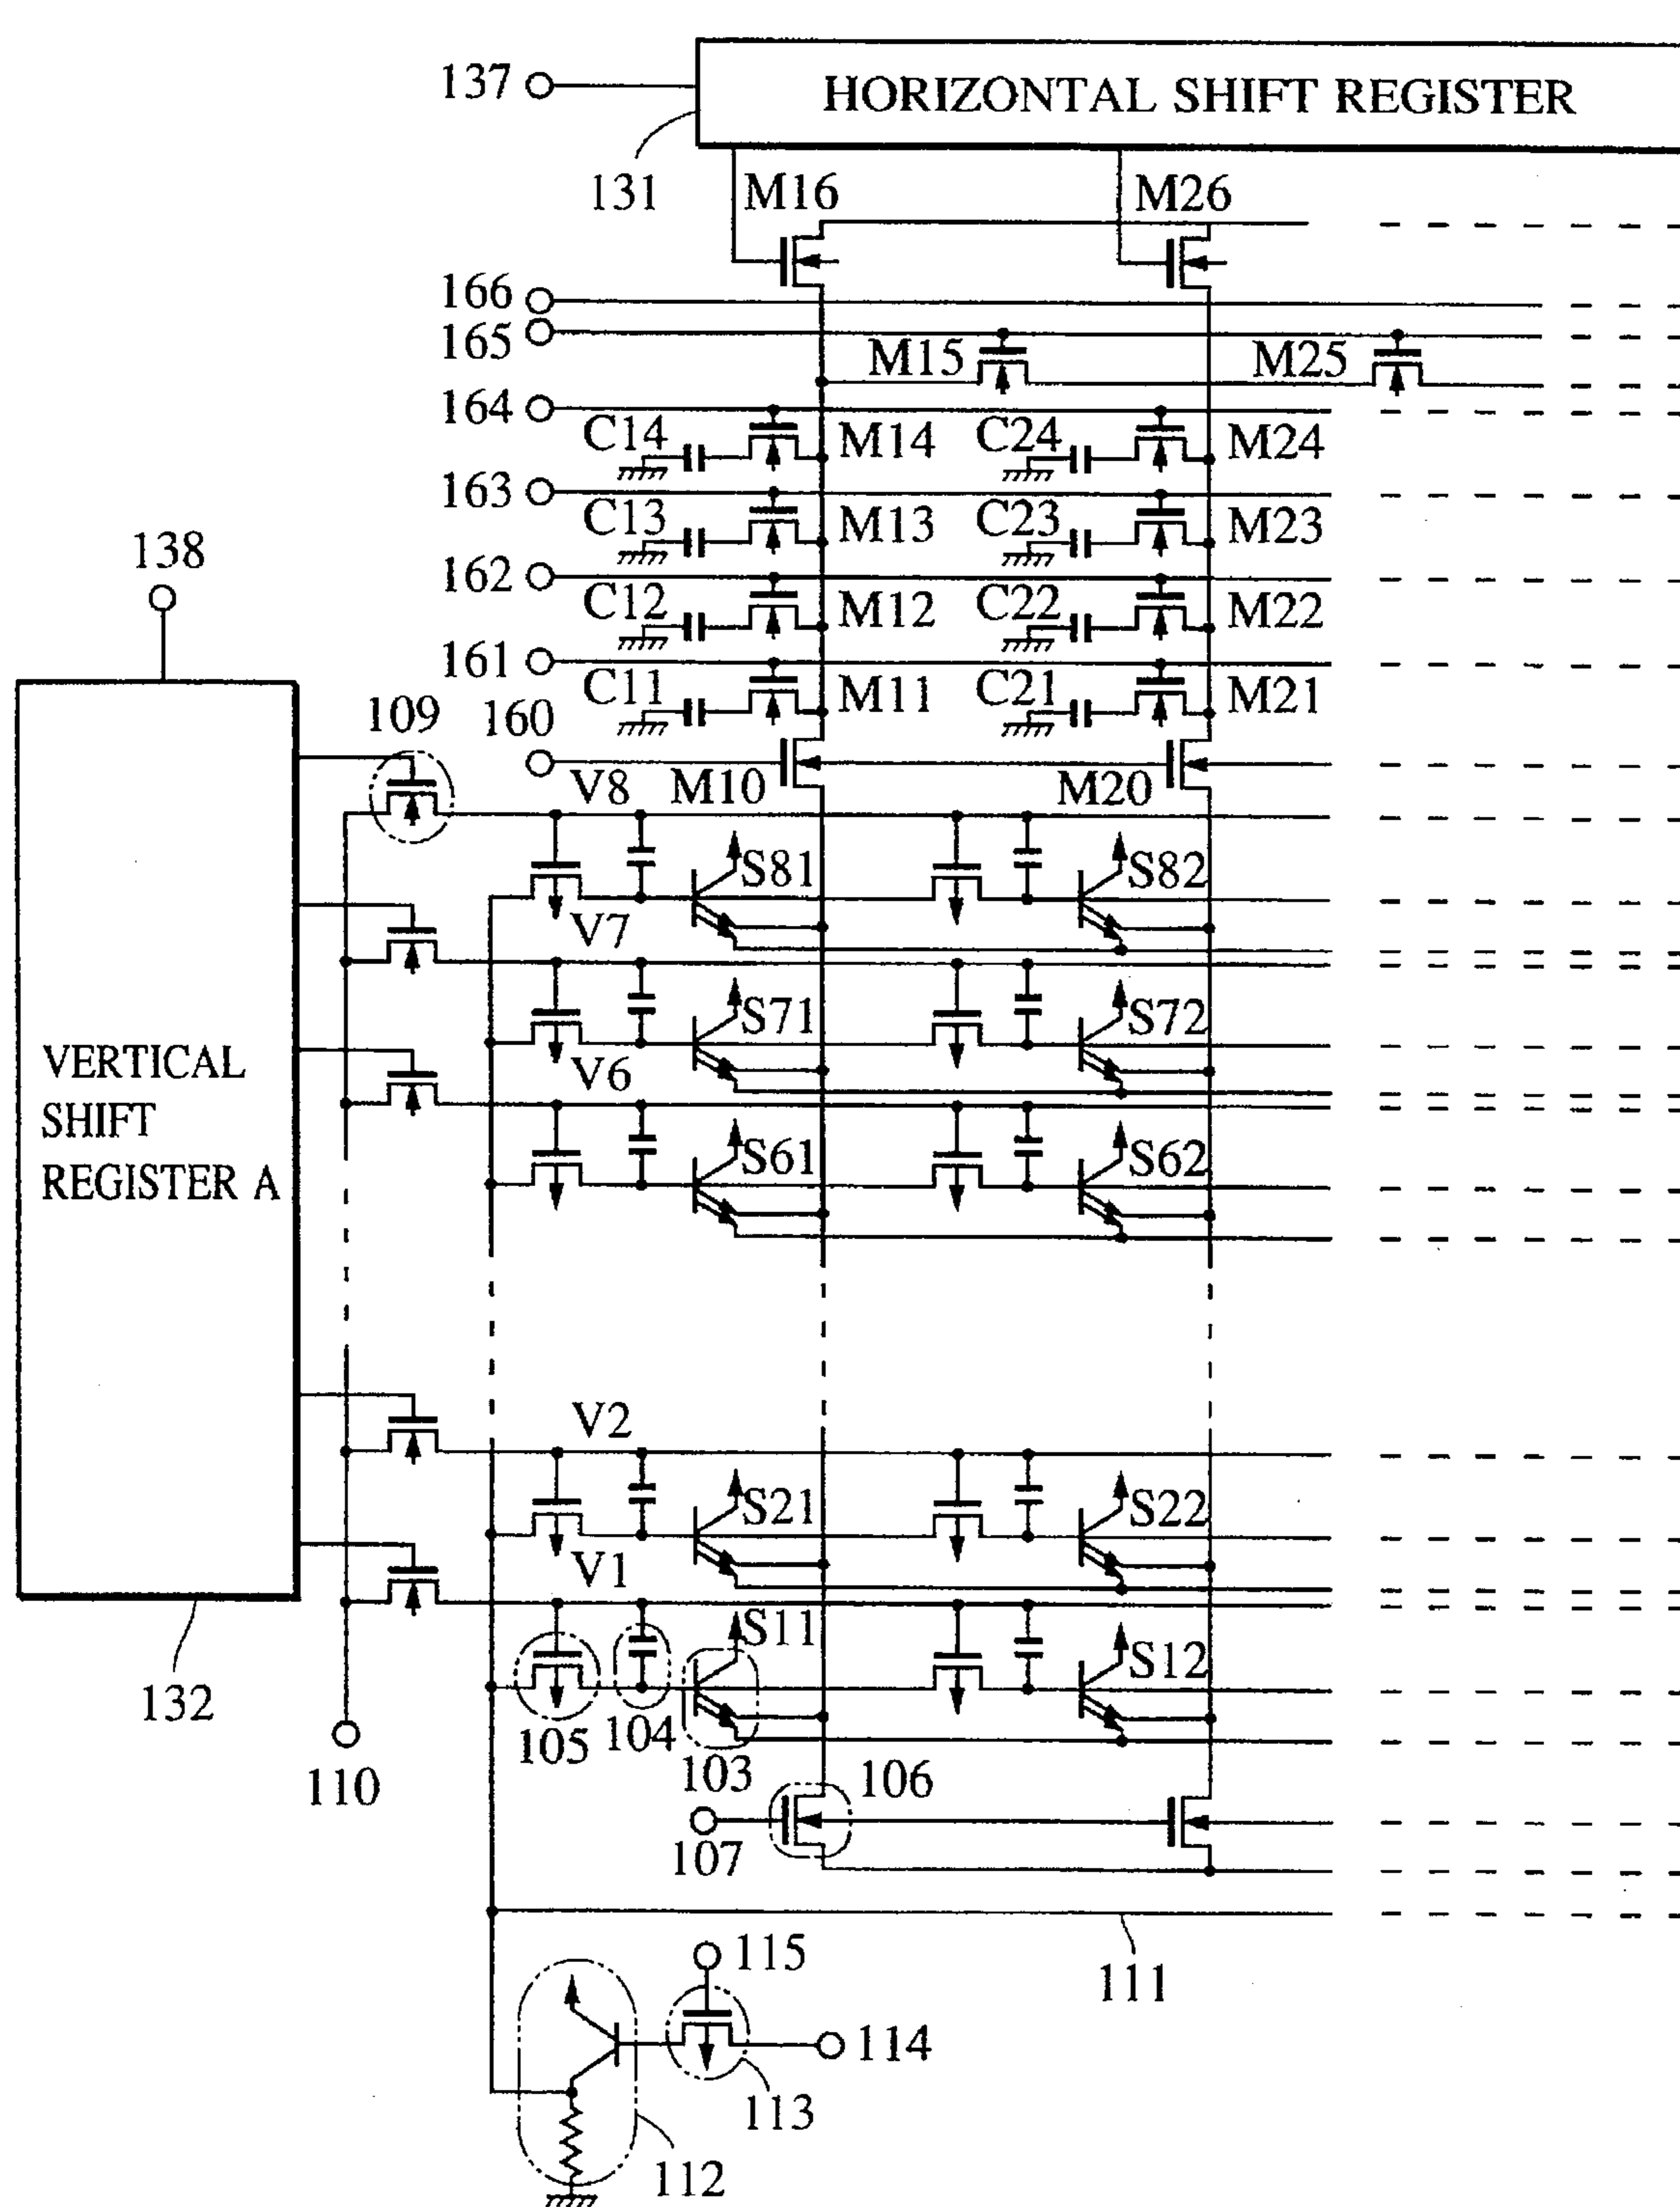 137
HORIZONTAL SHIFT REGISTER
131
M16
M26
166
165
M15
M25
164
C14
M14
C24
M24
163
C13
M13
C23
M23
138
162
C12
M12
C22
M22
161
C11
M11
C21
M21
109
160
V8
M10
M20
S81
S82
V7
S71
S72
VERTICAL
SHIFT
REGISTER A
V6
S61
S62
V2
S21
S22
V1
S11
S12
132
105
104
103
106
110
107
115
111
114
113
112